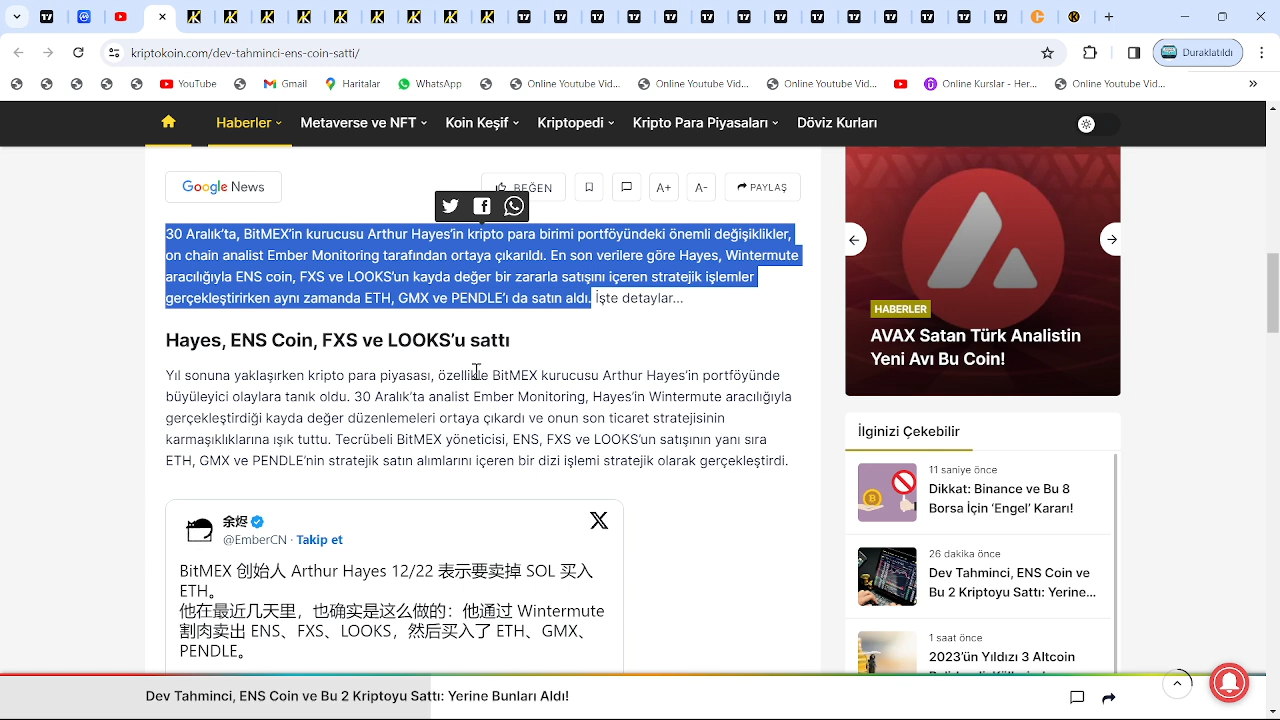 kriptokoin.com/dev-tahminci-ens-coin-satti/
Duraklatıldı
YouTube
Gmail
Haritalar
WhatsApp
Online Youtube Vid...
Online Youtube Vid...
Online Youtube Vid...
Online Kurslar - Her...
Online Youtube Vid...
Haberler
Metaverse ve NFT
Koin Keşif
Kriptopedi
Kripto Para Piyasaları
Döviz Kurları
Google News
BEĞEN
A+
A-
PAYLAŞ
30 Aralık’ta, BitMEX’in kurucusu Arthur Hayes’in kripto para birimi portföyündeki önemli değişiklikler,
on chain analist Ember Monitoring tarafından ortaya çıkarıldı. En son verilere göre Hayes, Wintermute
aracılığıyla ENS coin, FXS ve LOOKS’un kayda değer bir zararla satışını içeren stratejik işlemler
gerçekleştirirken aynı zamanda ETH, GMX ve PENDLE’ı da satın aldı. İşte detaylar…
Hayes, ENS Coin, FXS ve LOOKS’u sattı
Yıl sonuna yaklaşırken kripto para piyasası, özellikle BitMEX kurucusu Arthur Hayes’in portföyünde
büyüleyici olaylara tanık oldu. 30 Aralık’ta analist Ember Monitoring, Hayes’in Wintermute aracılığıyla
gerçekleştirdiği kayda değer düzenlemeleri ortaya çıkardı ve onun son ticaret stratejisinin
karmaşıklıklarına ışık tuttu. Tecrübeli BitMEX yöneticisi, ENS, FXS ve LOOKS’un satışının yanı sıra
ETH, GMX ve PENDLE’nin stratejik satın alımlarını içeren bir dizi işlemi stratejik olarak gerçekleştirdi.
余烬
@EmberCN · Takip et
BitMEX 创始人 Arthur Hayes 12/22 表示要卖掉 SOL 买入
ETH。
他在最近几天里，也确实是这么做的：他通过 Wintermute
割肉卖出 ENS、FXS、LOOKS，然后买入了 ETH、GMX、
PENDLE。
HABERLER
AVAX Satan Türk Analistin
Yeni Avı Bu Coin!
İlginizi Çekebilir
11 saniye önce
Dikkat: Binance ve Bu 8
Borsa İçin ‘Engel’ Kararı!
26 dakika önce
Dev Tahminci, ENS Coin ve
Bu 2 Kriptoyu Sattı: Yerine...
1 saat önce
2023’ün Yıldızı 3 Altcoin
Dev Tahminci, ENS Coin ve Bu 2 Kriptoyu Sattı: Yerine Bunları Aldı!